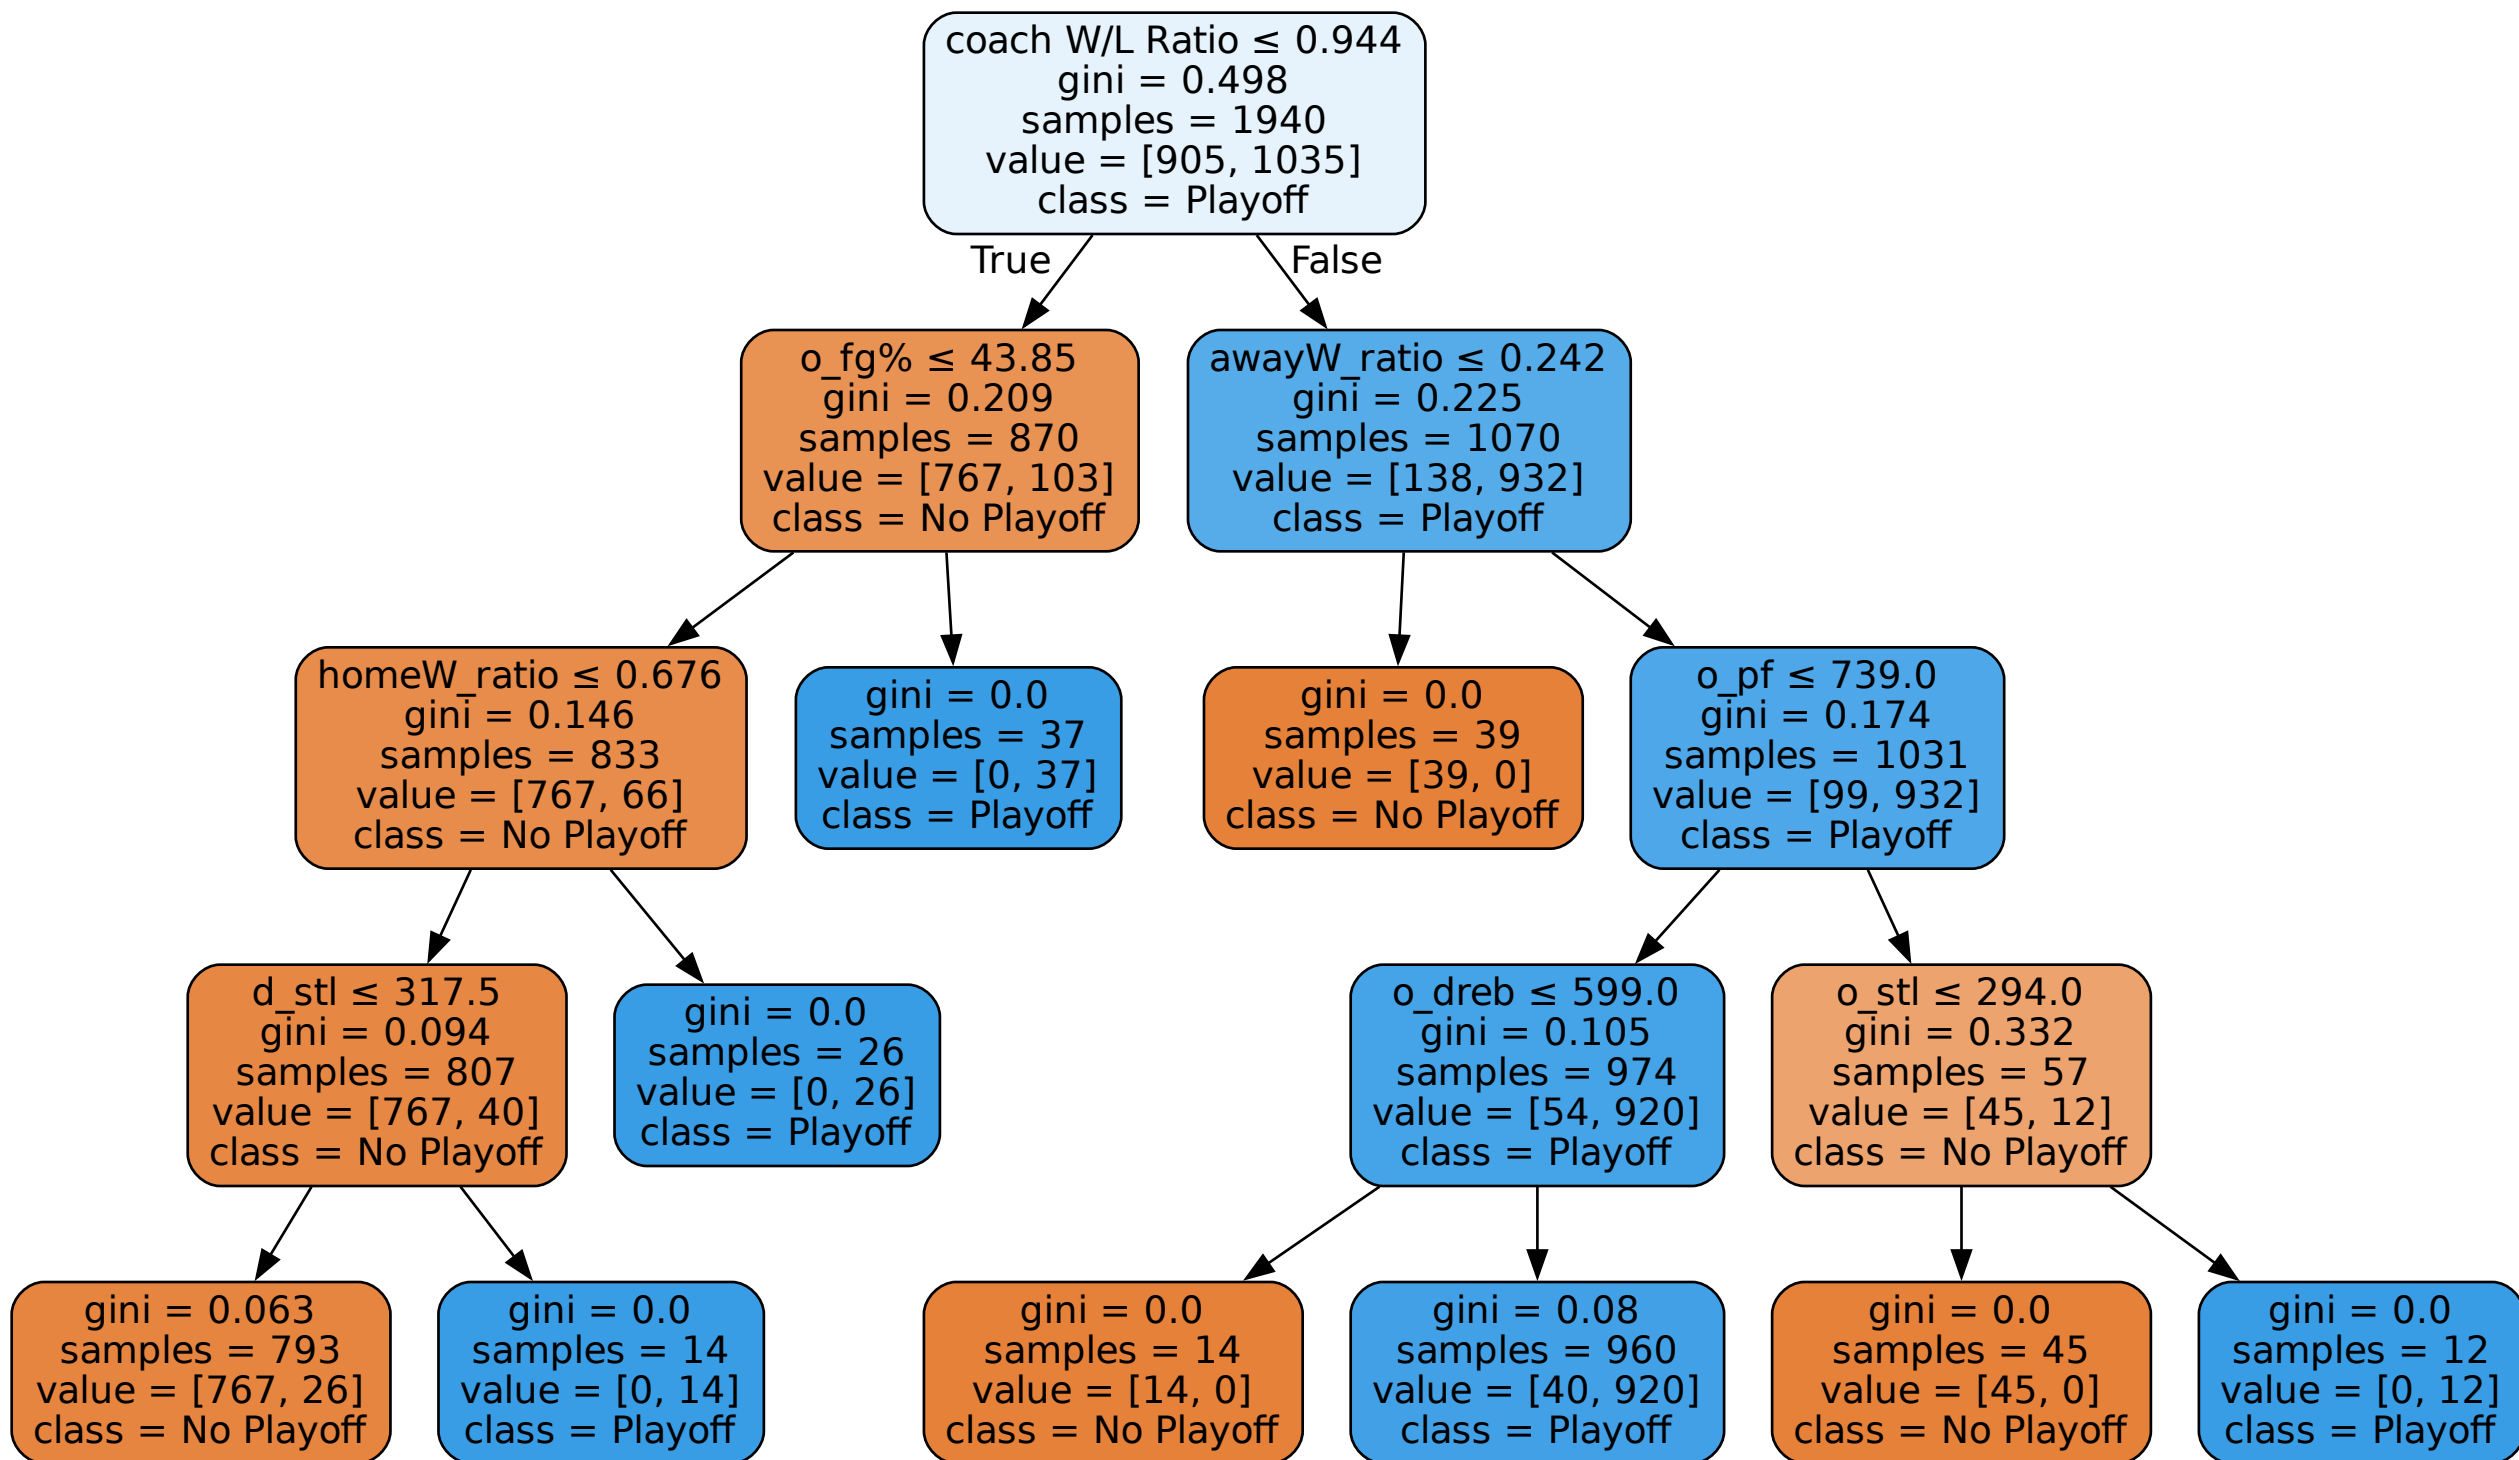 coach W/L Ratio ≤ 0.944
gini = 0.498
samples = 1940
value = [905, 1035]
class = Playoff
True
False
o_fg% ≤ 43.85
gini = 0.209
samples = 870
value = [767, 103]
class = No Playoff
awayW_ratio ≤ 0.242
gini = 0.225
samples = 1070
value = [138, 932]
class = Playoff
homeW_ratio ≤ 0.676
gini = 0.146
samples = 833
value = [767, 66]
class = No Playoff
gini = 0.0
samples = 37
value = [0, 37]
class = Playoff
gini = 0.0
samples = 39
value = [39, 0]
class = No Playoff
o_pf ≤ 739.0
gini = 0.174
samples = 1031
value = [99, 932]
class = Playoff
d_stl ≤ 317.5
gini = 0.094
samples = 807
value = [767, 40]
class = No Playoff
gini = 0.0
samples = 26
value = [0, 26]
class = Playoff
o_dreb ≤ 599.0
gini = 0.105
samples = 974
value = [54, 920]
class = Playoff
o_stl ≤ 294.0
gini = 0.332
samples = 57
value = [45, 12]
class = No Playoff
gini = 0.063
samples = 793
value = [767, 26]
class = No Playoff
gini = 0.0
samples = 14
value = [0, 14]
class = Playoff
gini = 0.0
samples = 14
value = [14, 0]
class = No Playoff
gini = 0.08
samples = 960
value = [40, 920]
class = Playoff
gini = 0.0
samples = 45
value = [45, 0]
class = No Playoff
gini = 0.0
samples = 12
value = [0, 12]
class = Playoff